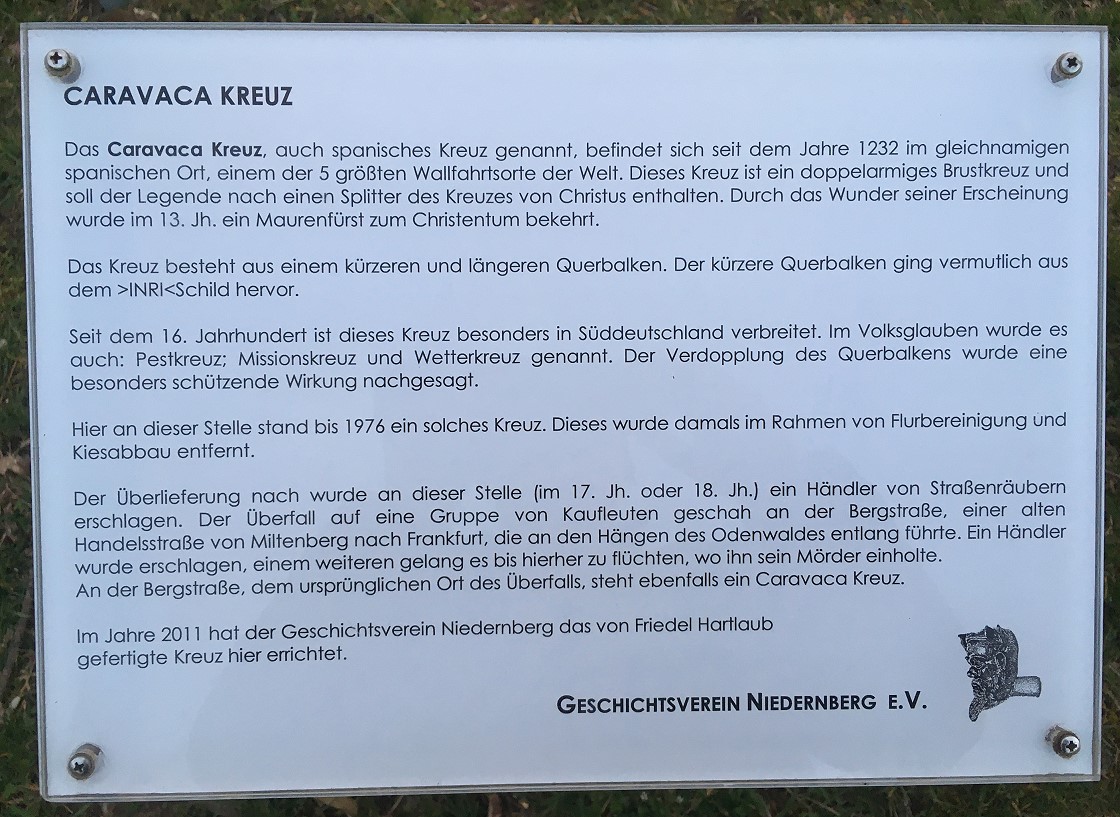 CARAVACA KREUZ
Das Caravaca Kreuz, auch spanisches Kreuz genannt, befindet sich seit dem Jahre 1232 im gleichnamigen
spanischen Ort, einem der 5 größten Wallfahrtsorte der Welt. Dieses Kreuz ist ein doppelarmiges Brustkreuz und
soll der Legende nach einen Splitter des Kreuzes von Christus enthalten. Durch das Wunder seiner Erscheinung
wurde im 13. Jh. ein Maurenfürst zum Christentum bekehrt.
Das Kreuz besteht aus einem kürzeren und längeren Querbalken. Der kürzere Querbalken ging vermutlich aus
dem >INRI<Schild hervor.
Seit dem 16. Jahrhundert ist dieses Kreuz besonders in Süddeutschland verbreitet. Im Volksglauben wurde es
auch: Pestkreuz; Missionskreuz und Wetterkreuz genannt. Der Verdopplung des Querbalkens wurde eine
besonders schützende Wirkung nachgesagt.
Hier an dieser Stelle stand bis 1976 ein solches Kreuz. Dieses wurde damals im Rahmen von Flurbereinigung und
Kiesabbau entfernt.
Der Überlieferung nach wurde an dieser Stelle (im 17. Jh. oder 18. Jh.) ein Händler von Straßenräubern
erschlagen. Der Überfall auf eine Gruppe von Kaufleuten geschah an der Bergstraße, einer alten
Handelsstraße von Miltenberg nach Frankfurt, die an den Hängen des Odenwaldes entlang führte. Ein Händler
wurde erschlagen, einem weiteren gelang es bis hierher zu flüchten, wo ihn sein Mörder einholte.
An der Bergstraße, dem ursprünglichen Ort des Überfalls, steht ebenfalls ein Caravaca Kreuz.
Im Jahre 2011 hat der Geschichtsverein Niedernberg das von Friedel Hartlaub
gefertigte Kreuz hier errichtet.
GESCHICHTSVEREIN NIEDERNBERG E.V.